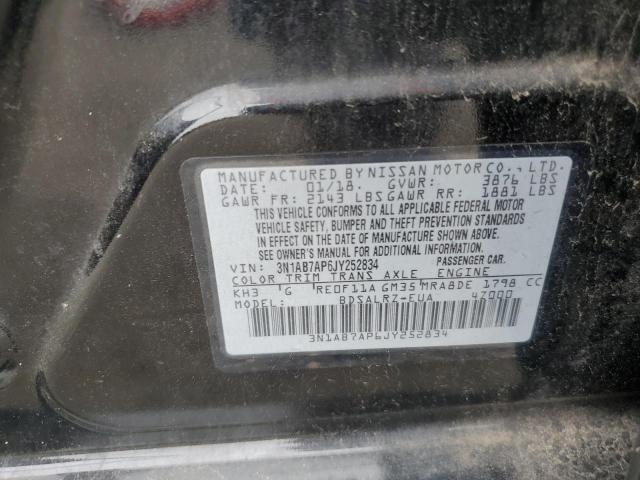 MANUFACTURED BY NISSAN MOTOR CO., LTD.
DATE: 01/18. GVWR: 3876 LBS
GAWR FR: 2143 LBS GAWR RR: 1881 LBS
THIS VEHICLE CONFORMS TO ALL APPLICABLE FEDERAL MOTOR
VEHICLE SAFETY, BUMPER AND THEFT PREVENTION STANDARDS
IN EFFECT ON THE DATE OF MANUFACTURE SHOWN ABOVE.
SEE OWNER'S MANUAL FOR ADDITIONAL INFORMATION.
VIN: 3N1AB7AP6JY252834 PASSENGER CAR.
COLOR TRIM TRANS AXLE ENGINE
KH3 G RE0F11A GM35 MRA8DE 1798 CC
BDSALRZ-EUA 47000
3N1AB7AP6JY252834